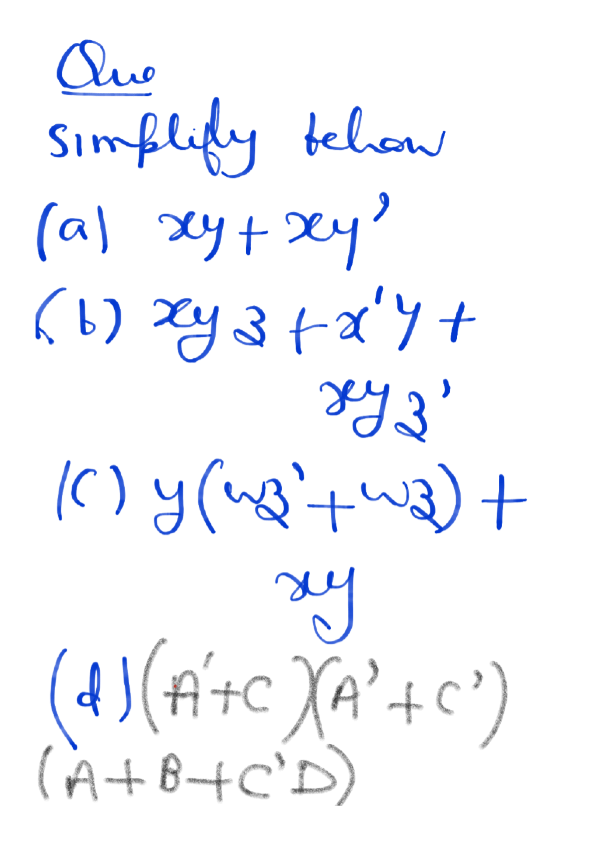 Que
simplify below
(a) xy + xy'
(b) xyz + x'y +
xyz'
(c) y(wz' + wz) +
xy
(d) (A'+C)(A'+C')
(A+B+C'D)